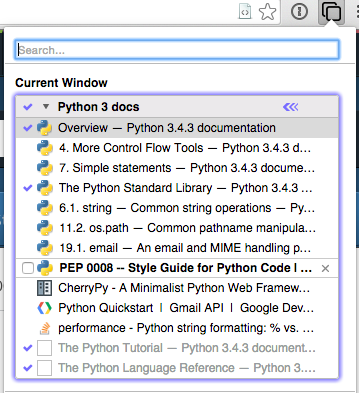 Search...
Current Window
Python 3 docs
Overview — Python 3.4.3 documentation
4. More Control Flow Tools — Python 3.4.3 d...
7. Simple statements — Python 3.4.3 docume...
The Python Standard Library — Python 3.4.3 ...
6.1. string — Common string operations — Py...
11.2. os.path — Common pathname manipula...
19.1. email — An email and MIME handling p...
PEP 0008 -- Style Guide for Python Code | ...
CherryPy - A Minimalist Python Web Framew...
Python Quickstart | Gmail API | Google Dev...
performance - Python string formatting: % vs. ...
The Python Tutorial — Python 3.4.3 document...
The Python Language Reference — Python 3....